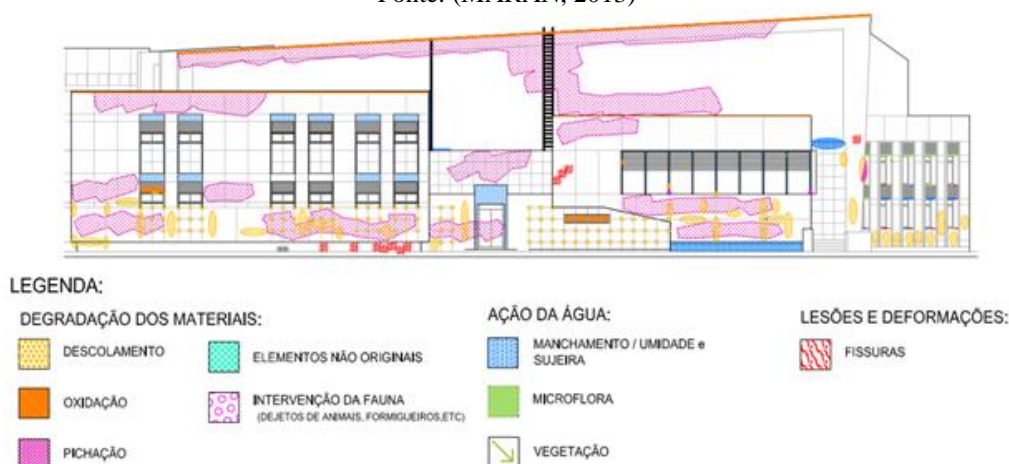 Fonte: (MARAN, 2013)
LEGENDA:
DEGRADAÇÃO DOS MATERIAIS:
DESCOLAMENTO
OXIDAÇÃO
PICHAÇÃO
ELEMENTOS NÃO ORIGINAIS
INTERVENÇÃO DA FAUNA
(DEJETOS DE ANIMAIS, FORMIGUEIROS,ETC)
AÇÃO DA ÁGUA:
MANCHAMENTO / UMIDADE e
SUJEIRA
MICROFLORA
VEGETAÇÃO
LESÕES E DEFORMAÇÕES:
FISSURAS